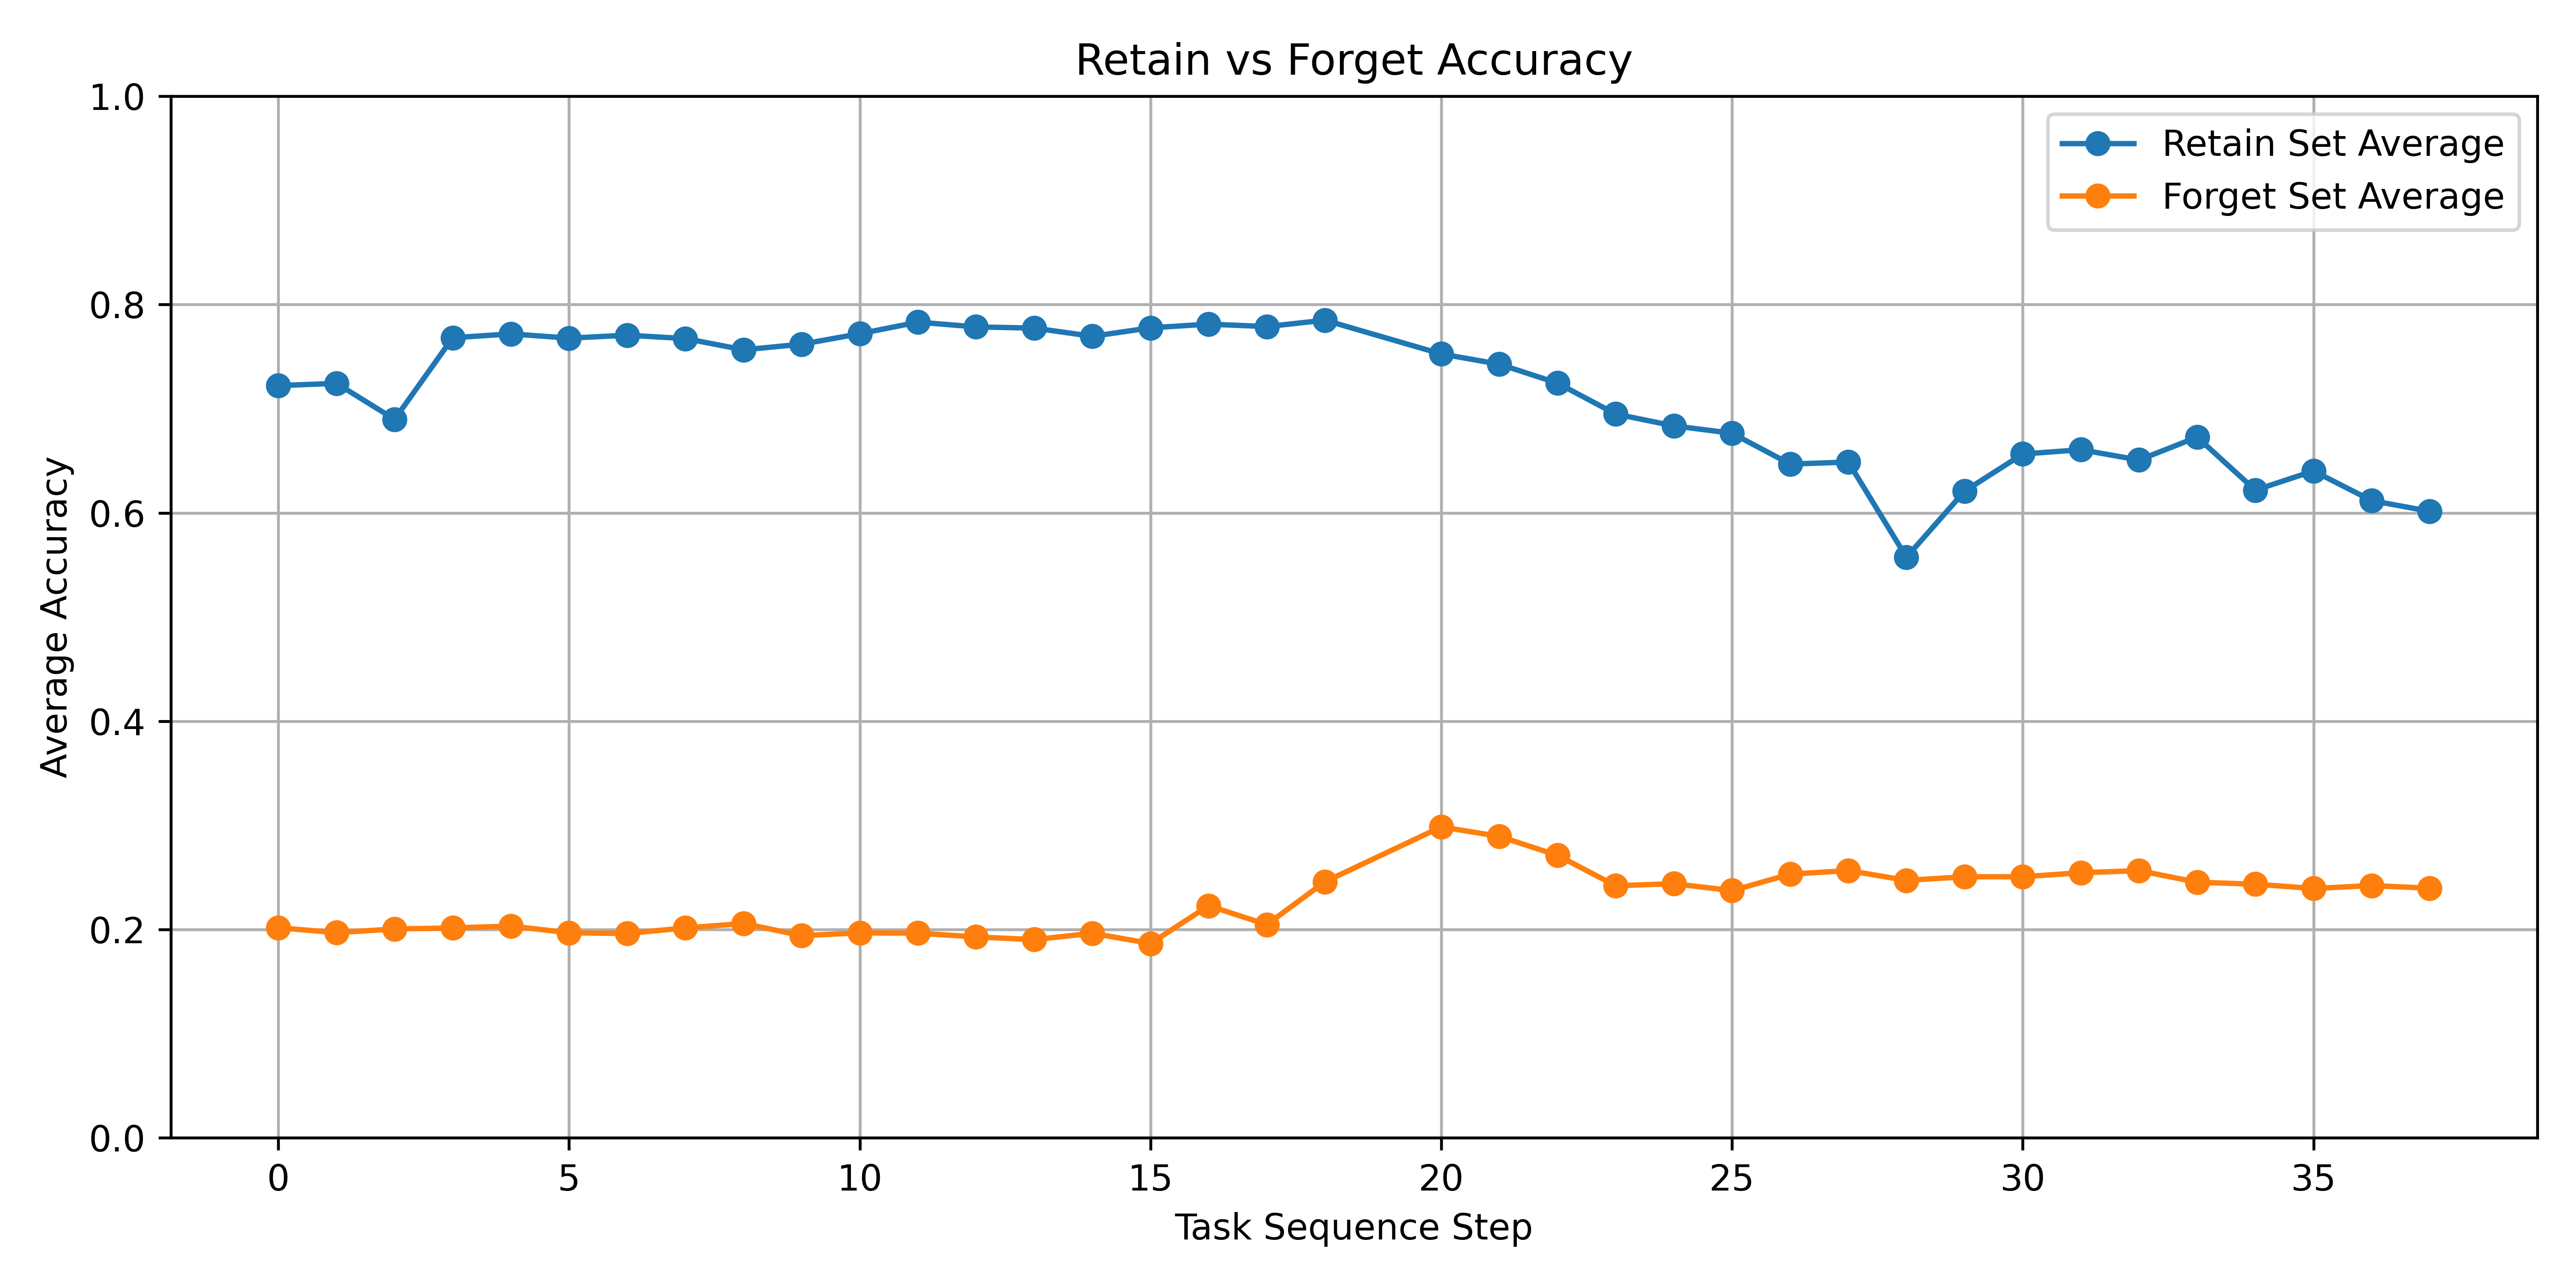 Retain vs Forget Accuracy
1.0
0.8
0.6
0.4
0.2
0.0
Average Accuracy
Retain Set Average
Forget Set Average
0 5 10 15 20 25 30 35
Task Sequence Step